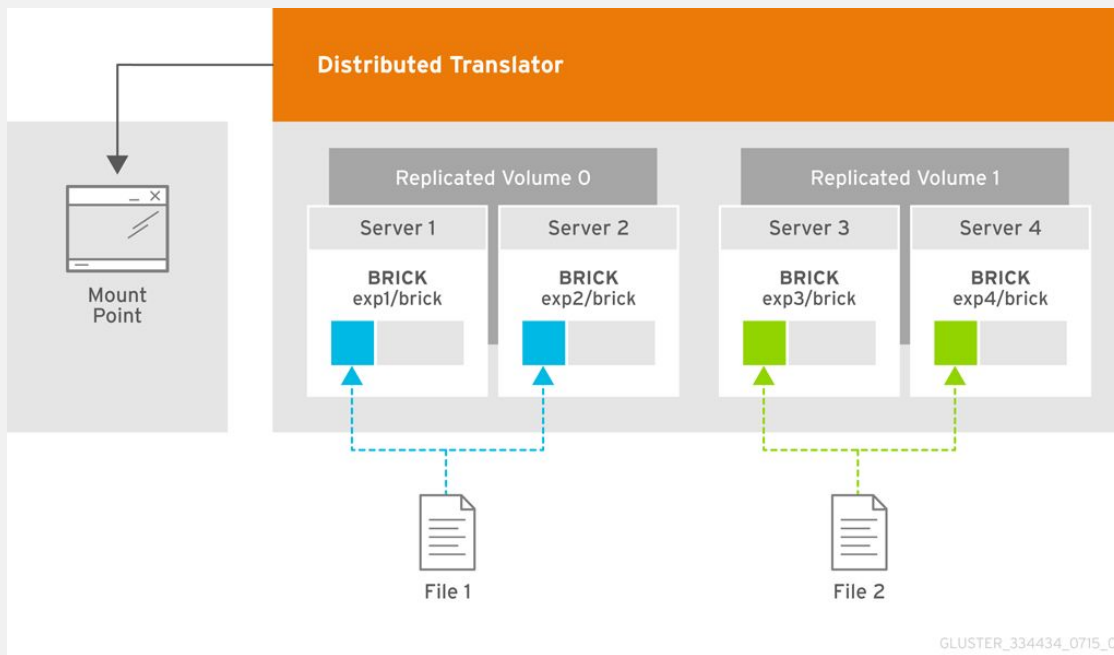 Distributed Translator
Replicated Volume 0
Replicated Volume 1
Server 1
Server 2
Server 3
Server 4
BRICK
exp1/brick
BRICK
exp2/brick
BRICK
exp3/brick
BRICK
exp4/brick
Mount
Point
File 1
File 2
GLUSTER_334434_0715_0